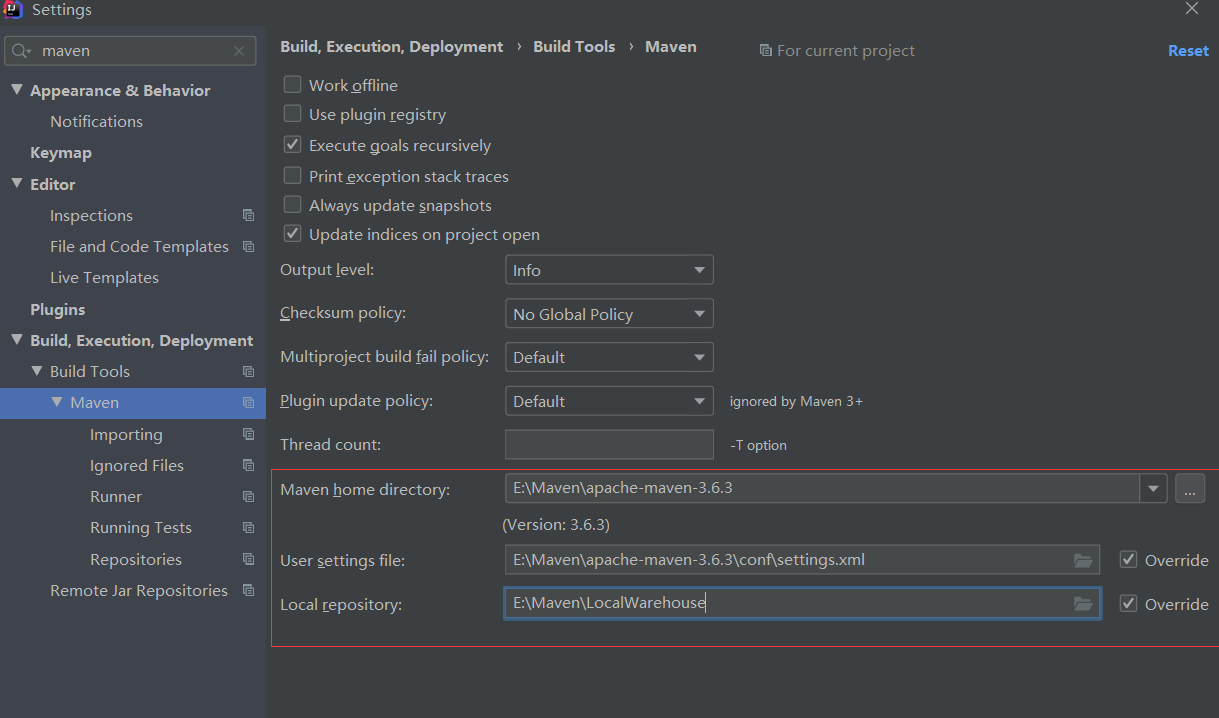 Settings
maven
Appearance & Behavior
Notifications
Keymap
Editor
Inspections
File and Code Templates
Live Templates
Plugins
Build, Execution, Deployment
Build Tools
Maven
Importing
Ignored Files
Runner
Running Tests
Repositories
Remote Jar Repositories
Build, Execution, Deployment › Build Tools › Maven
For current project
Reset
Work offline
Use plugin registry
Execute goals recursively
Print exception stack traces
Always update snapshots
Update indices on project open
Output level: Info
Checksum policy: No Global Policy
Multiproject build fail policy: Default
Plugin update policy: Default ignored by Maven 3+
Thread count: -T option
Maven home directory: E:\Maven\apache-maven-3.6.3 ...
(Version: 3.6.3)
User settings file: E:\Maven\apache-maven-3.6.3\conf\settings.xml Override
Local repository: E:\Maven\LocalWarehouse Override